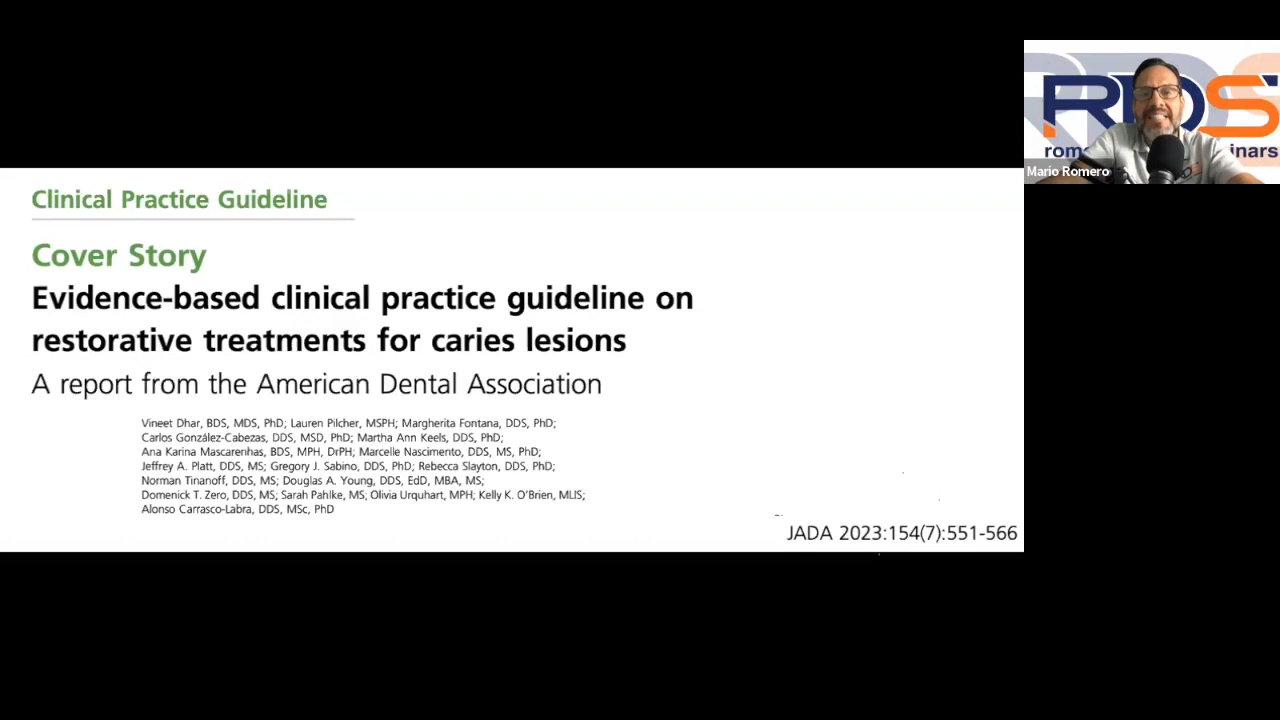 Clinical Practice Guideline
Cover Story
Evidence-based clinical practice guideline on
restorative treatments for caries lesions
A report from the American Dental Association
Vineet Dhar, BDS, MDS, PhD; Lauren Pilcher, MSPH; Margherita Fontana, DDS, PhD;
Carlos González-Cabezas, DDS, MSD, PhD; Martha Ann Keels, DDS, PhD;
Ana Karina Mascarenhas, BDS, MPH, DrPH; Marcelle Nascimento, DDS, MS, PhD;
Jeffrey A. Platt, DDS, MS; Gregory J. Sabino, DDS, PhD; Rebecca Slayton, DDS, PhD;
Norman Tinanoff, DDS, MS; Douglas A. Young, DDS, EdD, MBA, MS;
Domenick T. Zero, DDS, MS; Sarah Pahlke, MS; Olivia Urquhart, MPH; Kelly K. O'Brien, MLIS;
Alonso Carrasco-Labra, DDS, MSc, PhD
JADA 2023:154(7):551-566
RDS
rom inars
Mario Romero